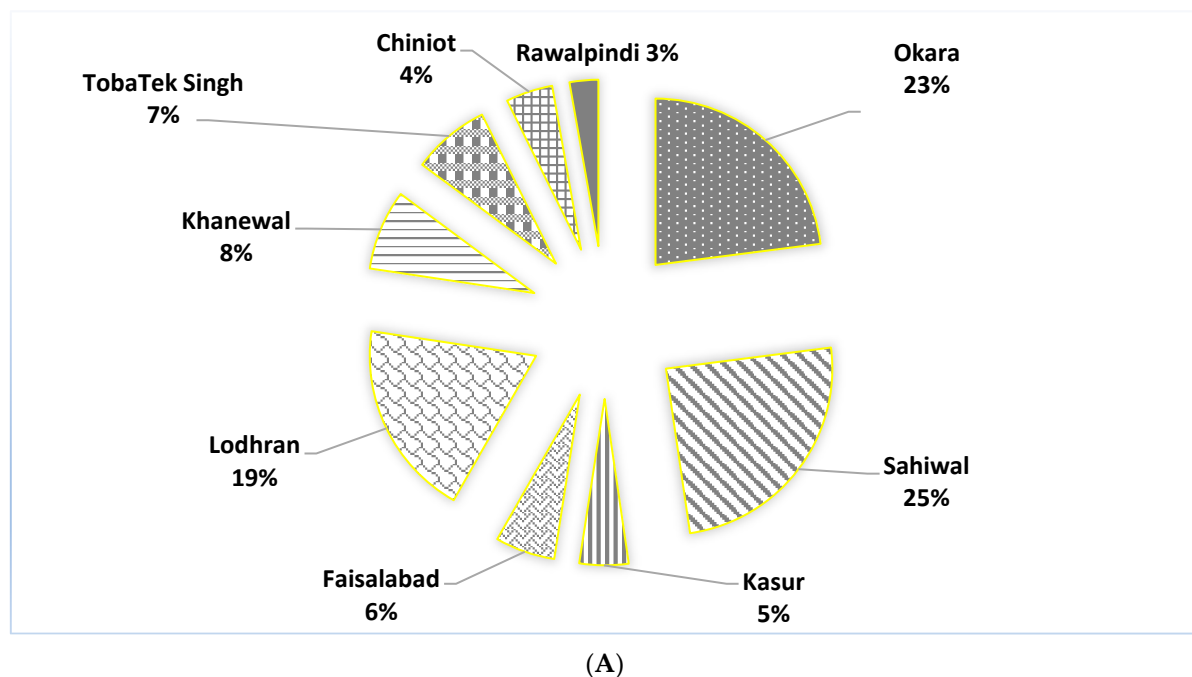 Chiniot
4%
Rawalpindi 3%
Okara
23%
TobaTek Singh
7%
Khanewal
8%
Lodhran
19%
Sahiwal
25%
Faisalabad
6%
Kasur
5%
(A)